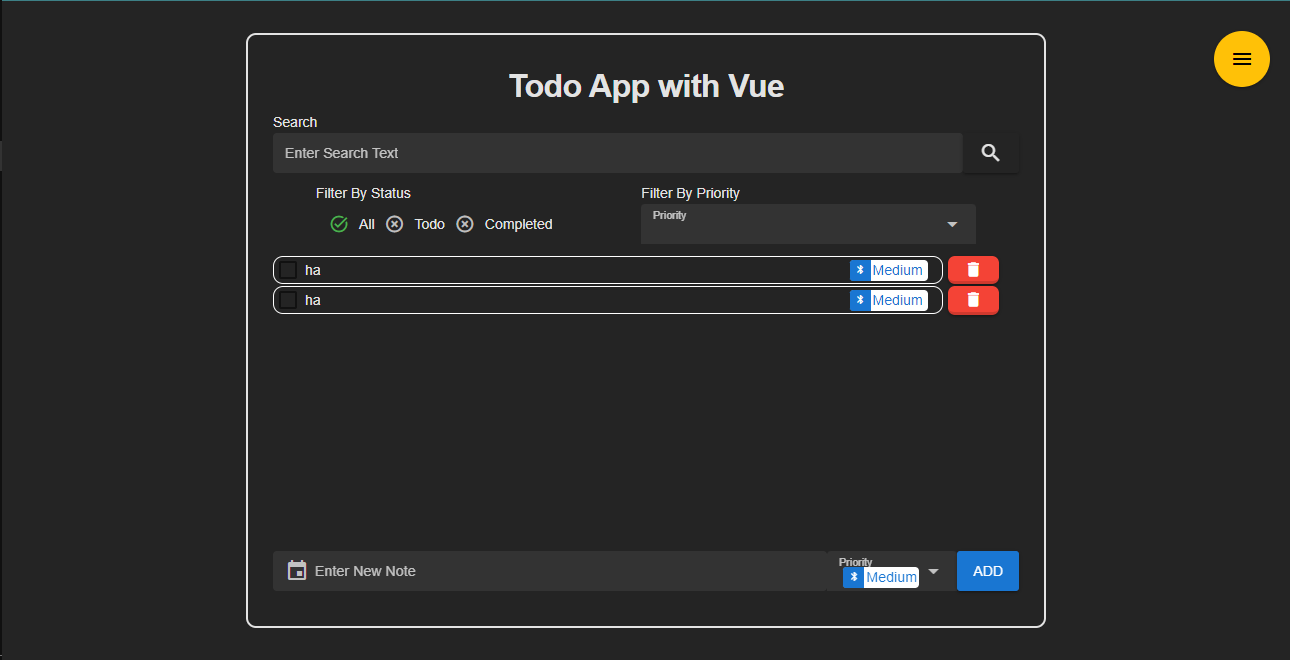 Todo App with Vue
Search
Enter Search Text
Filter By Status
Filter By Priority
All Todo Completed
Priority
ha Medium
ha Medium
Enter New Note
Priority
Medium
ADD